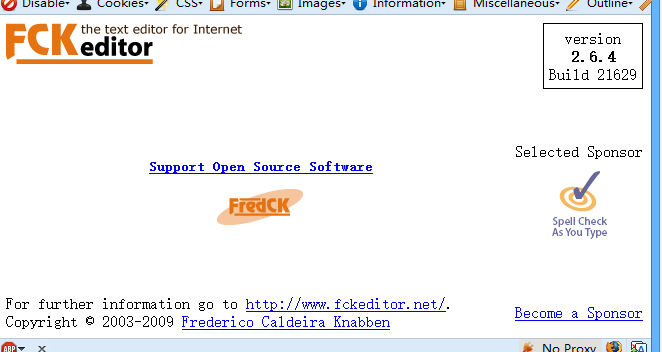 Disable Cookies CSS Forms Images Information Miscellaneous Outline
FCKeditor
the text editor for Internet
version
2.6.4
Build 21629
Support Open Source Software
FredCK
Selected Sponsor
Spell Check
As You Type
For further information go to http://www.fckeditor.net/.
Copyright © 2003-2009 Frederico Caldeira Knabben
Become a Sponsor
ABP × No Proxy